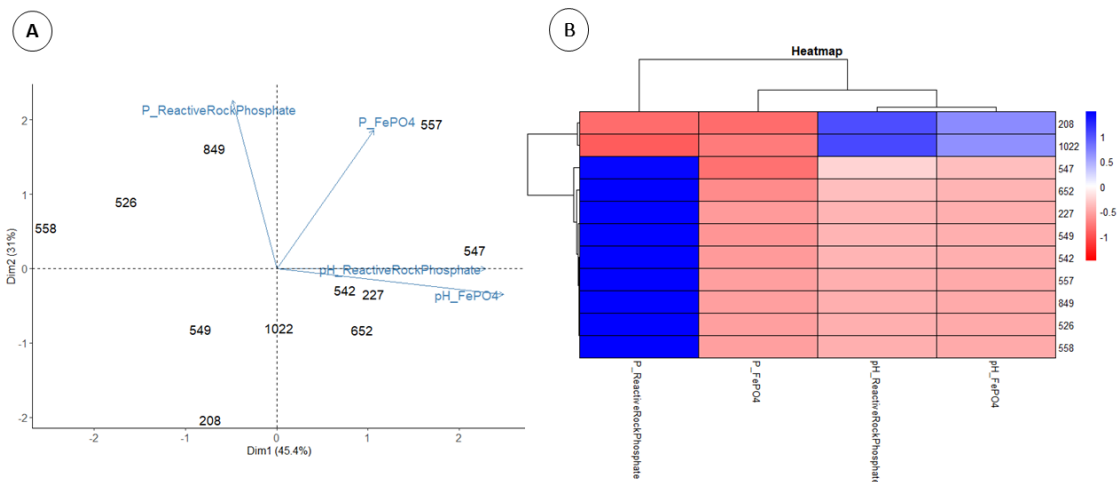 A
P_ReactiveRockPhosphate
P_FePO4
557
849
526
558
547
pH_ReactiveRockPhosphate
542
227
pH_FePO4
549
1022
652
208
2
1
0
-1
-2
Dim2 (31%)
-2
-1
0
1
2
Dim1 (45.4%)
B
Heatmap
208
1022
547
652
227
549
542
557
849
526
558
P_ReactiveRockPhosphate
P_FePO4
pH_ReactiveRockPhosphate
pH_FePO4
1
0.5
0
-0.5
-1